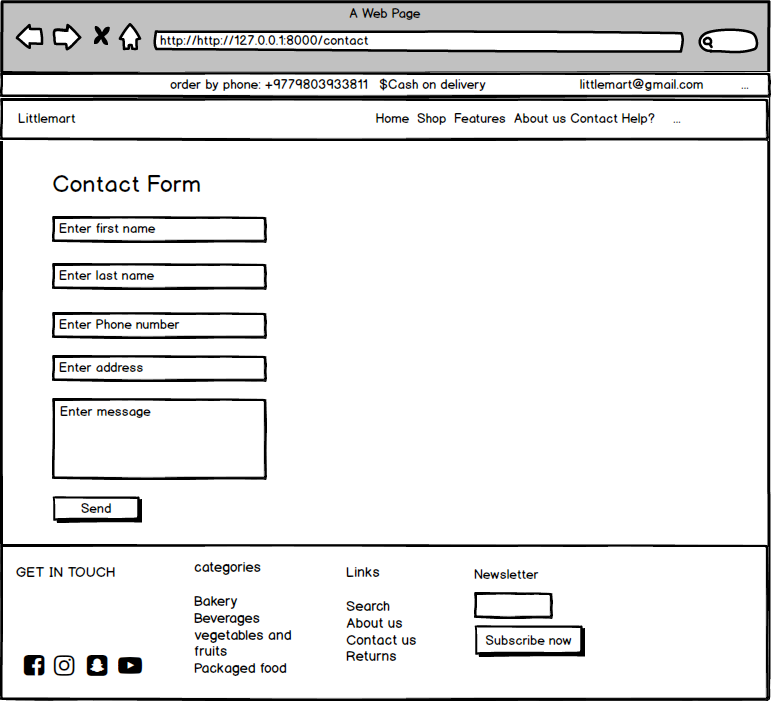 A Web Page
http://http://127.0.0.1:8000/contact
order by phone: +9779803933811 $Cash on delivery littlemart@gmail.com ...
Littlemart Home Shop Features About us Contact Help? ...
Contact Form
Enter first name
Enter last name
Enter Phone number
Enter address
Enter message
Send
GET IN TOUCH
categories
Bakery
Beverages
vegetables and
fruits
Packaged food
Links
Search
About us
Contact us
Returns
Newsletter
Subscribe now